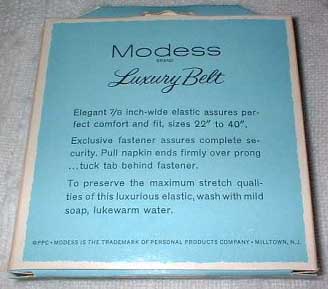 Modess
BRAND
Luxury Belt
Elegant 7/8 inch-wide elastic assures per-
fect comfort and fit, sizes 22" to 40".
Exclusive fastener assures complete se-
curity. Pull napkin ends firmly over prong
...tuck tab behind fastener.
To preserve the maximum stretch quali-
ties of this luxurious elastic, wash with mild
soap, lukewarm water.
©PPC • MODESS IS THE TRADEMARK OF PERSONAL PRODUCTS COMPANY • MILLTOWN, N.J.